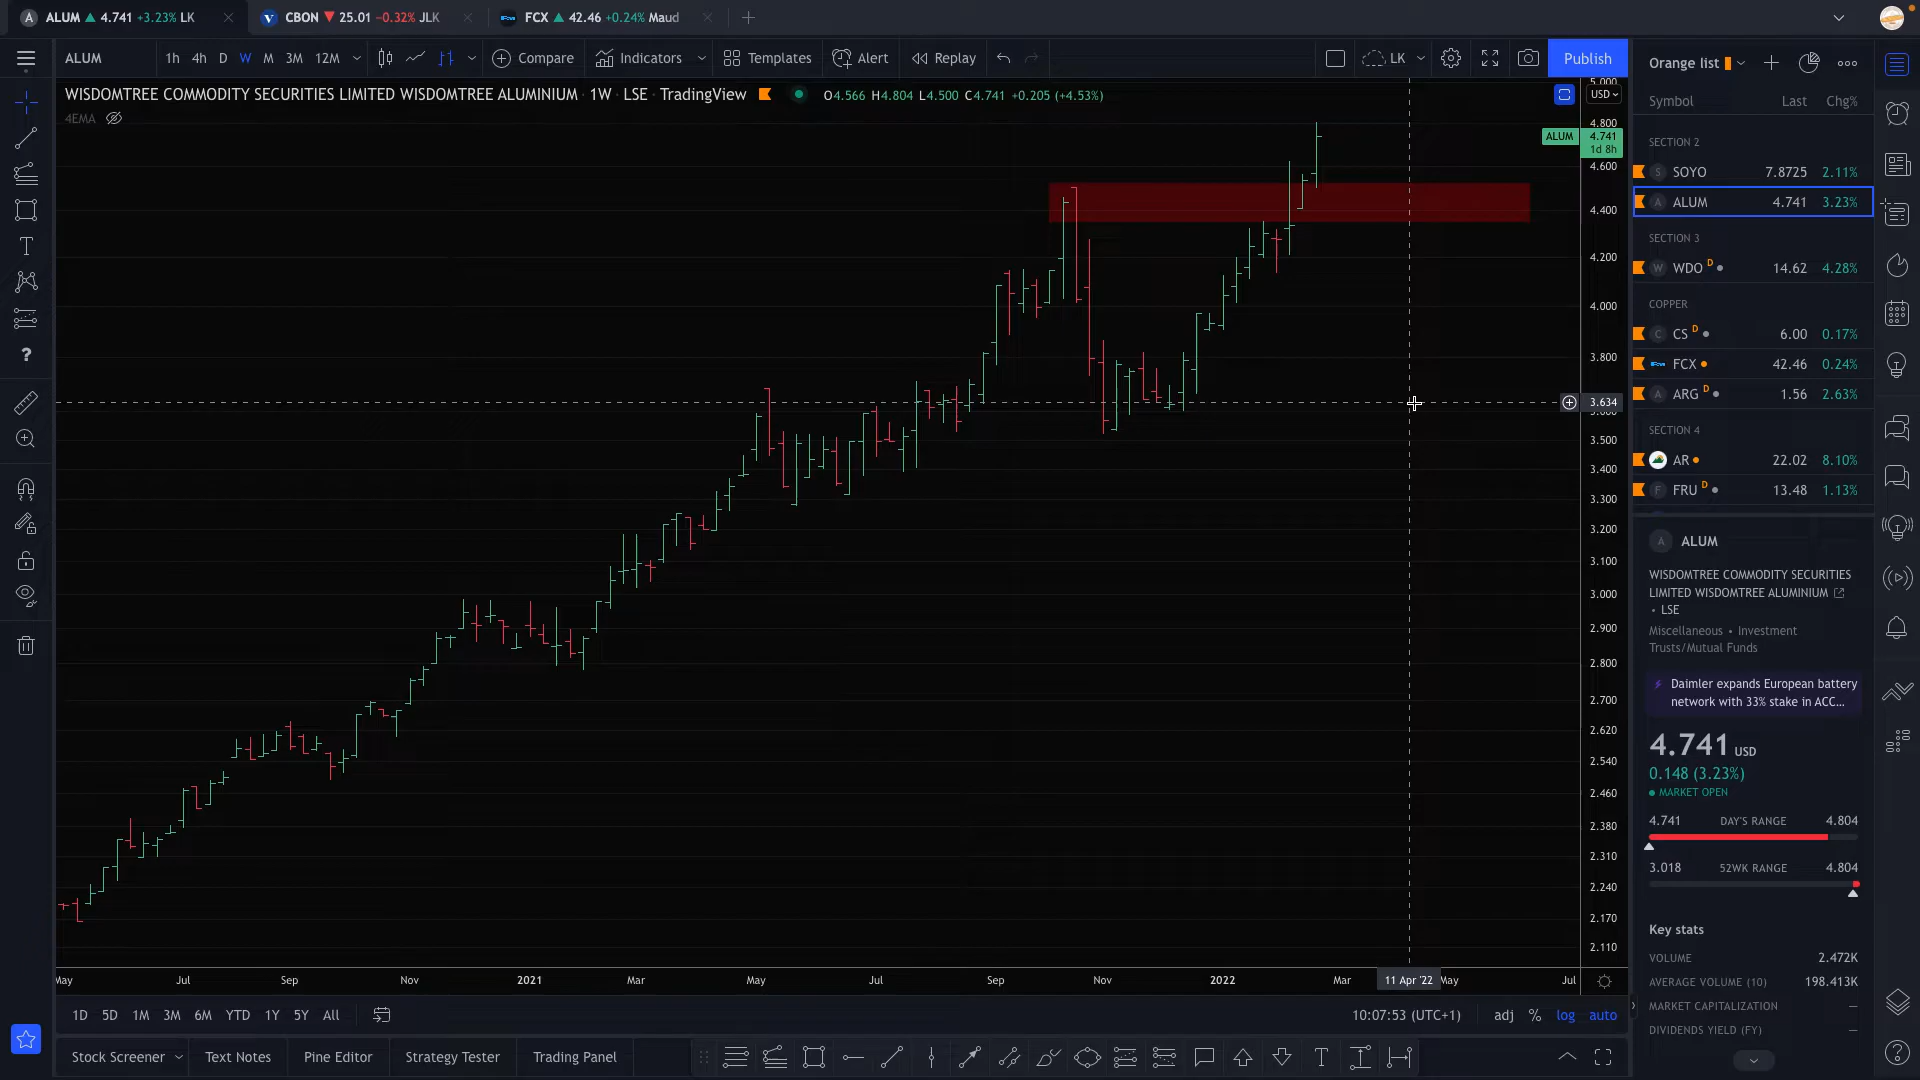 ALUM ▲ 4.741 +3.23% LK
CBON ▼ 25.01 −0.32% JLK
FCX ▲ 42.46 +0.24% Maud
ALUM
1h 4h D W M 3M 12M
Compare
Indicators
Templates
Alert
Replay
LK
Publish
WISDOMTREE COMMODITY SECURITIES LIMITED WISDOMTREE ALUMINIUM · 1W · LSE · TradingView
O4.566 H4.804 L4.500 C4.741 +0.205 (+4.53%)
4EMA
USD
5.000
4.800
ALUM 4.741
1d 8h
4.600
4.400
4.200
4.000
3.800
3.634
3.500
3.400
3.300
3.200
3.100
3.000
2.900
2.800
2.700
2.620
2.540
2.460
2.380
2.310
2.240
2.170
2.110
May Jul Sep Nov 2021 Mar May Jul Sep Nov 2022 Mar 11 Apr '22 May Jul
1D 5D 1M 3M 6M YTD 1Y 5Y All
10:07:53 (UTC+1) adj % log auto
Stock Screener
Text Notes
Pine Editor
Strategy Tester
Trading Panel
Orange list
Symbol Last Chg%
SECTION 2
S SOYO 7.8725 2.11%
A ALUM 4.741 3.23%
SECTION 3
W WDO D 14.62 4.28%
COPPER
C CS D 6.00 0.17%
FCX 42.46 0.24%
A ARG D 1.56 2.63%
SECTION 4
AR 22.02 8.10%
F FRU D 13.48 1.13%
A ALUM
WISDOMTREE COMMODITY SECURITIES
LIMITED WISDOMTREE ALUMINIUM
• LSE
Miscellaneous • Investment
Trusts/Mutual Funds
Daimler expands European battery
network with 33% stake in ACC...
4.741 USD
0.148 (3.23%)
MARKET OPEN
4.741 DAY'S RANGE 4.804
3.018 52WK RANGE 4.804
Key stats
VOLUME 2.472K
AVERAGE VOLUME (10) 198.413K
MARKET CAPITALIZATION —
DIVIDENDS YIELD (FY) —